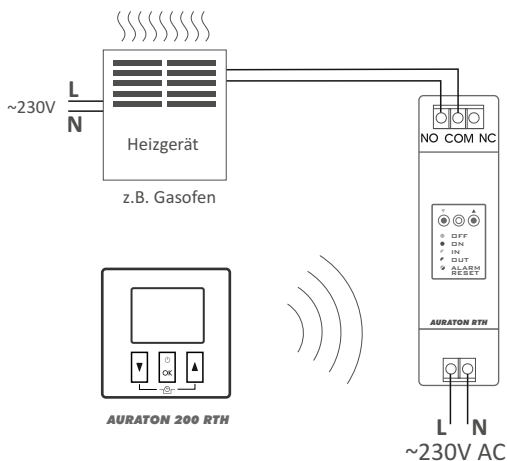 L
~230V
N
Heizgerät
z.B. Gasofen
NO COM NC
OFF
ON
IN
OUT
ALARM
RESET
AURATON RTH
OK
AURATON 200 RTH
L N
~230V AC